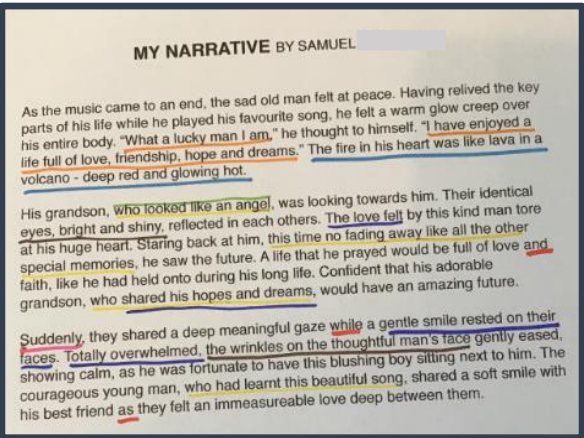 MY NARRATIVE BY SAMUEL
As the music came to an end, the sad old man felt at peace. Having relived the key
parts of his life while he played his favourite song, he felt a warm glow creep over
his entire body. “What a lucky man I am,” he thought to himself. “I have enjoyed a
life full of love, friendship, hope and dreams.” The fire in his heart was like lava in a
volcano - deep red and glowing hot.
His grandson, who looked like an angel, was looking towards him. Their identical
eyes, bright and shiny, reflected in each others. The love felt by this kind man tore
at his huge heart. Staring back at him, this time no fading away like all the other
special memories, he saw the future. A life that he prayed would be full of love and
faith, like he had held onto during his long life. Confident that his adorable
grandson, who shared his hopes and dreams, would have an amazing future.
Suddenly, they shared a deep meaningful gaze while a gentle smile rested on their
faces. Totally overwhelmed, the wrinkles on the thoughtful man's face gently eased,
showing calm, as he was fortunate to have this blushing boy sitting next to him. The
courageous young man, who had learnt this beautiful song, shared a soft smile with
his best friend as they felt an immeasureable love deep between them.